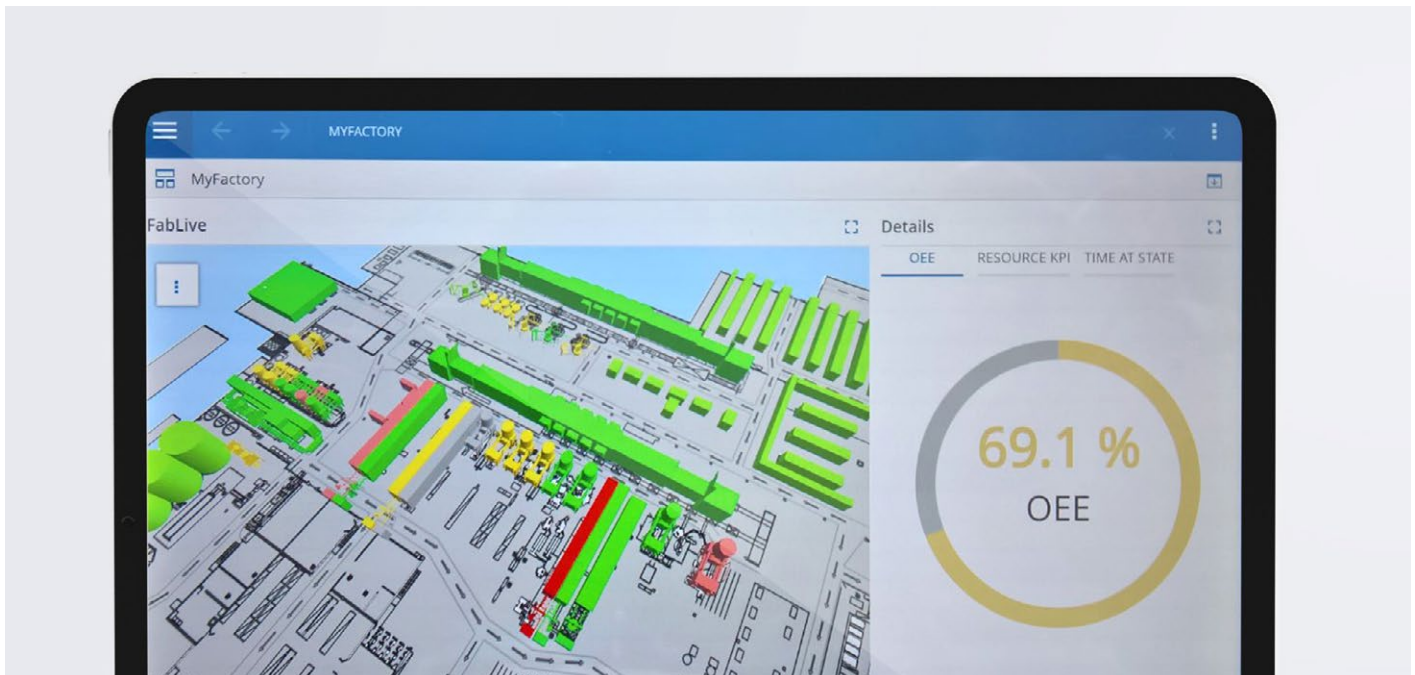 MYFACTORY
MyFactory
FabLive
Details
OEE
RESOURCE KPI
TIME AT STATE
69.1 %
OEE